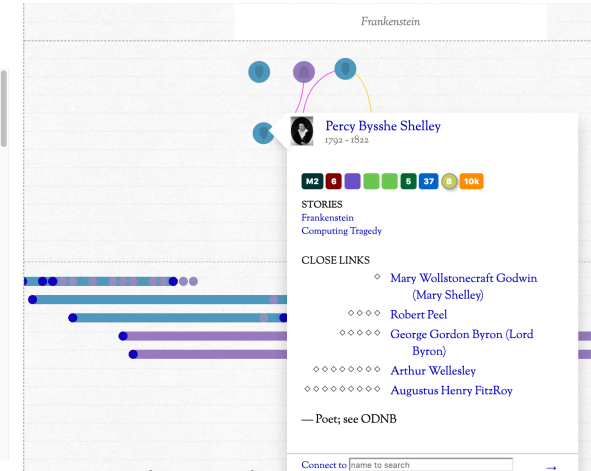 Frankenstein
Percy Bysshe Shelley
1792 - 1822
M2 6 5 37 B 10k
STORIES
Frankenstein
Computing Tragedy
CLOSE LINKS
Mary Wollstonecraft Godwin
(Mary Shelley)
Robert Peel
George Gordon Byron (Lord
Byron)
Arthur Wellesley
Augustus Henry FitzRoy
— Poet; see ODNB
Connect to name to search →